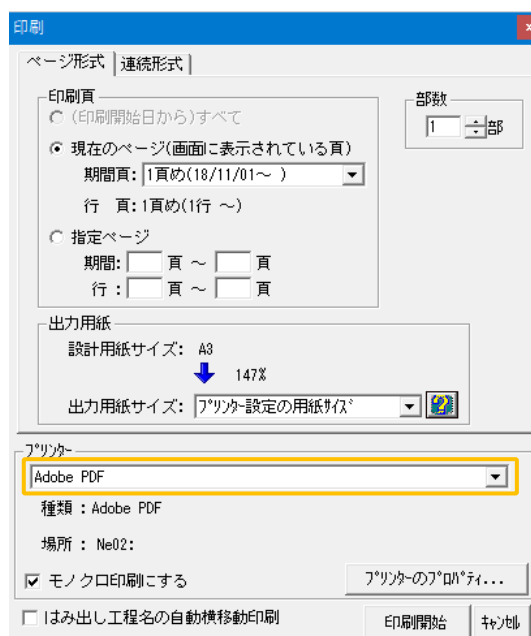 印刷
ページ形式 連続形式
印刷頁
(印刷開始日から)すべて
現在のページ(画面に表示されている頁)
期間頁: 1頁め(18/11/01～ )
行 頁:1頁め(1行 ～)
指定ページ
期間: 頁 ～ 頁
行 : 頁 ～ 頁
部数
1 部
出力用紙
設計用紙サイズ: A3
147%
出力用紙サイズ: ﾌﾟﾘﾝﾀｰ設定の用紙ｻｲｽﾞ
ﾌﾟﾘﾝﾀｰ
Adobe PDF
種類 : Adobe PDF
場所 : Ne02:
モノクロ印刷にする
ﾌﾟﾘﾝﾀｰのﾌﾟﾛﾊﾟﾃｨ...
はみ出し工程名の自動横移動印刷
印刷開始
ｷｬﾝｾﾙ